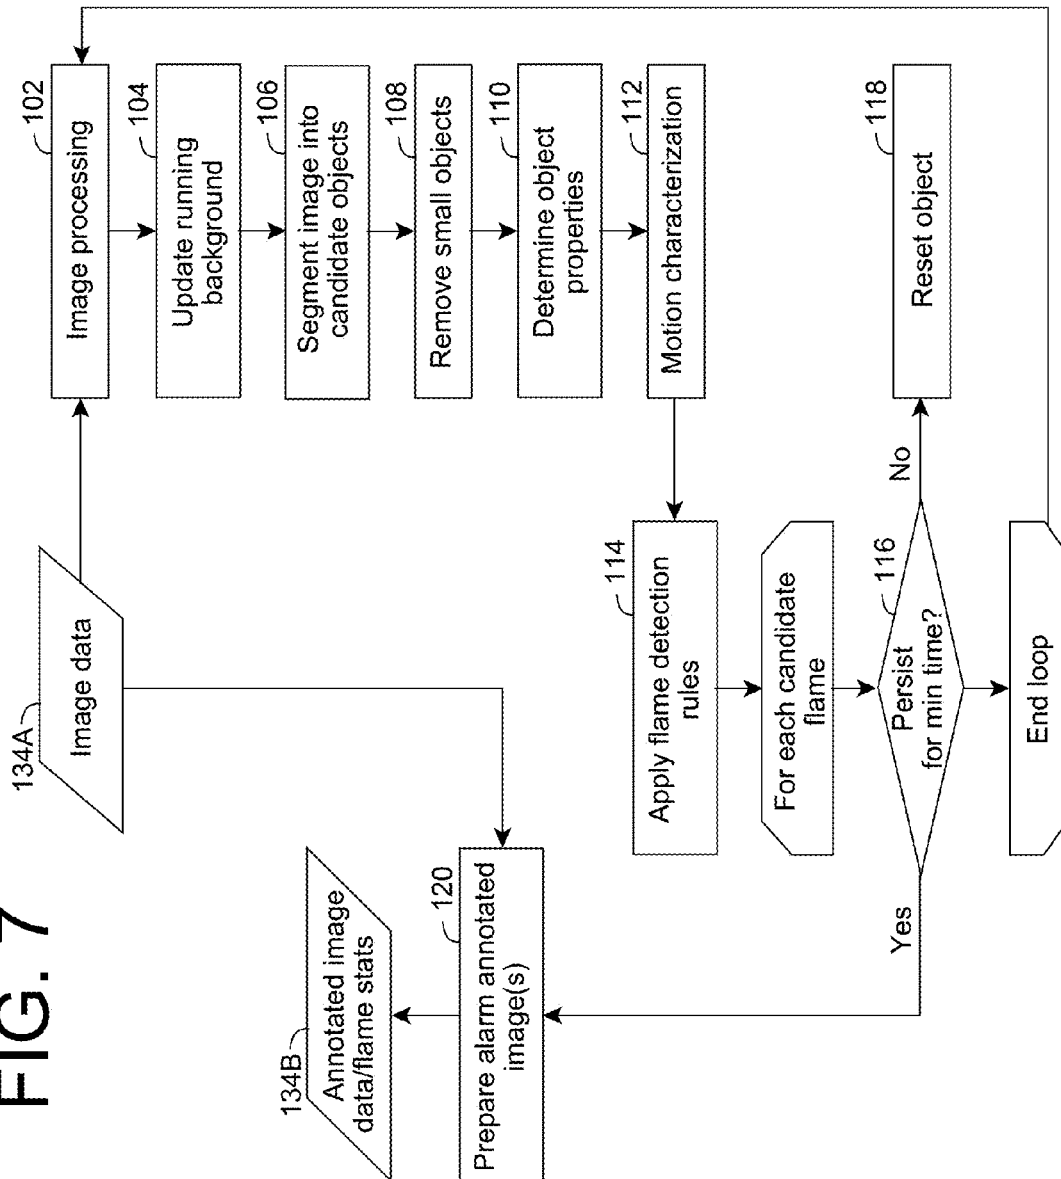 FIG. 7
134A
Image data
102
Image processing
104
Update running
background
106
Segment image into
candidate objects
108
Remove small objects
110
Determine object
properties
112
Motion characterization
114
Apply flame detection
rules
For each candidate
flame
116
Persist
for min time?
No
118
Reset object
Yes
End loop
120
Prepare alarm annotated
image(s)
134B
Annotated image
data/flame stats